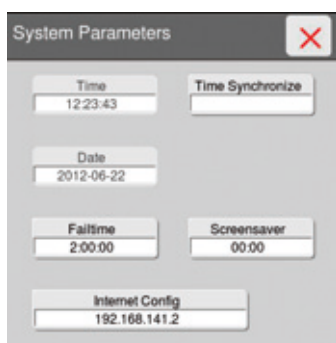 System Parameters
Time
12:23:43
Time Synchronize
Date
2012-06-22
Failtime
2:00:00
Screensaver
00:00
Internet Config
192.168.141.2